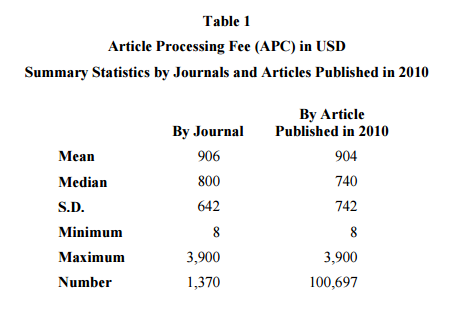 Table 1
Article Processing Fee (APC) in USD
Summary Statistics by Journals and Articles Published in 2010
By Article
By Journal Published in 2010
Mean 906 904
Median 800 740
S.D. 642 742
Minimum 8 8
Maximum 3,900 3,900
Number 1,370 100,697